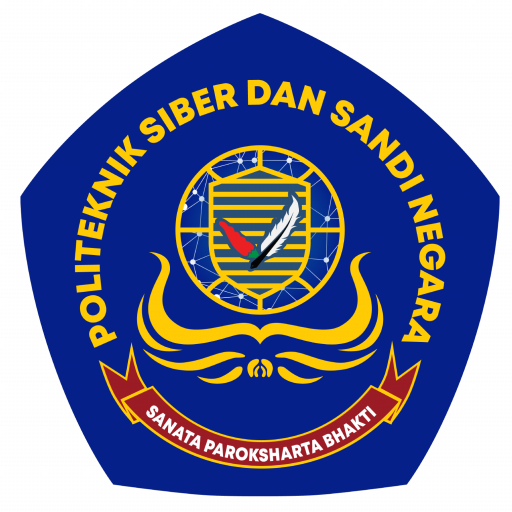 POLITEKNIK SIBER DAN SANDI NEGARA
SANATA PAROKSHARTA BHAKTI